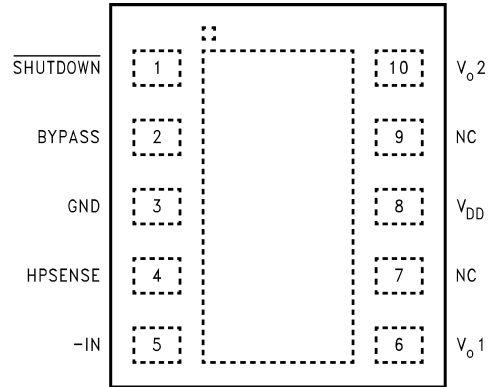 SHUTDOWN 1 10 Vo2
BYPASS 2 9 NC
GND 3 8 VDD
HPSENSE 4 7 NC
-IN 5 6 Vo1